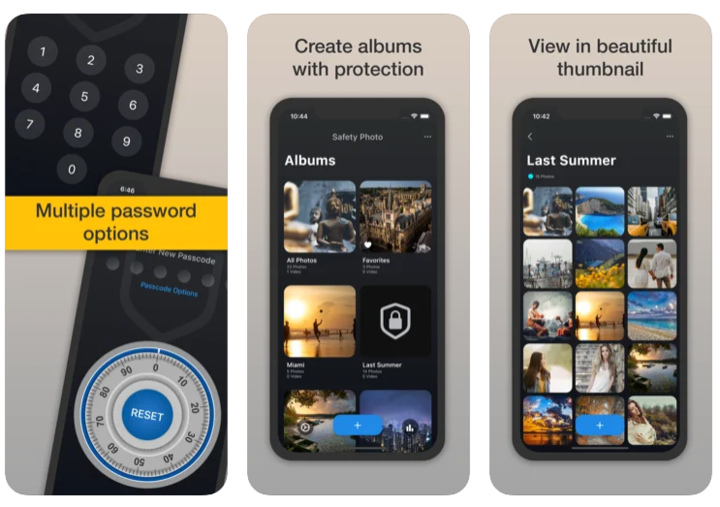 1
2
3
4
5
6
7
8
9
0
Multiple password
options
6:46
Enter New Passcode
Passcode Options
0
10
20
30
40
50
60
70
80
90
RESET
Create albums
with protection
10:44
Safety Photo
Albums
All Photos
Favorites
Miami
Last Summer
+
View in beautiful
thumbnail
10:42
Last Summer
+